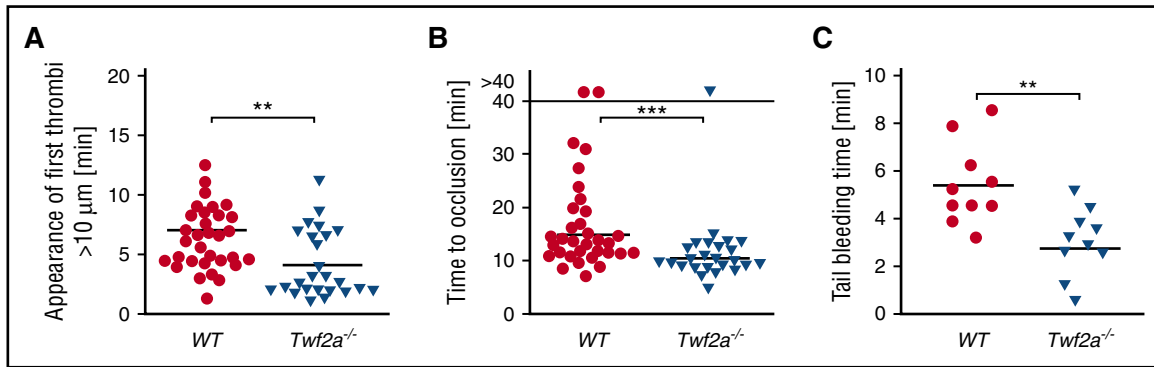 A
Appearance of first thrombi
>10 μm [min]
20
15
10
5
0
**
WT
Twf2a-/-
B
Time to occlusion [min]
>40
40
30
20
10
0
***
WT
Twf2a-/-
C
Tail bleeding time [min]
10
8
6
4
2
0
**
WT
Twf2a-/-